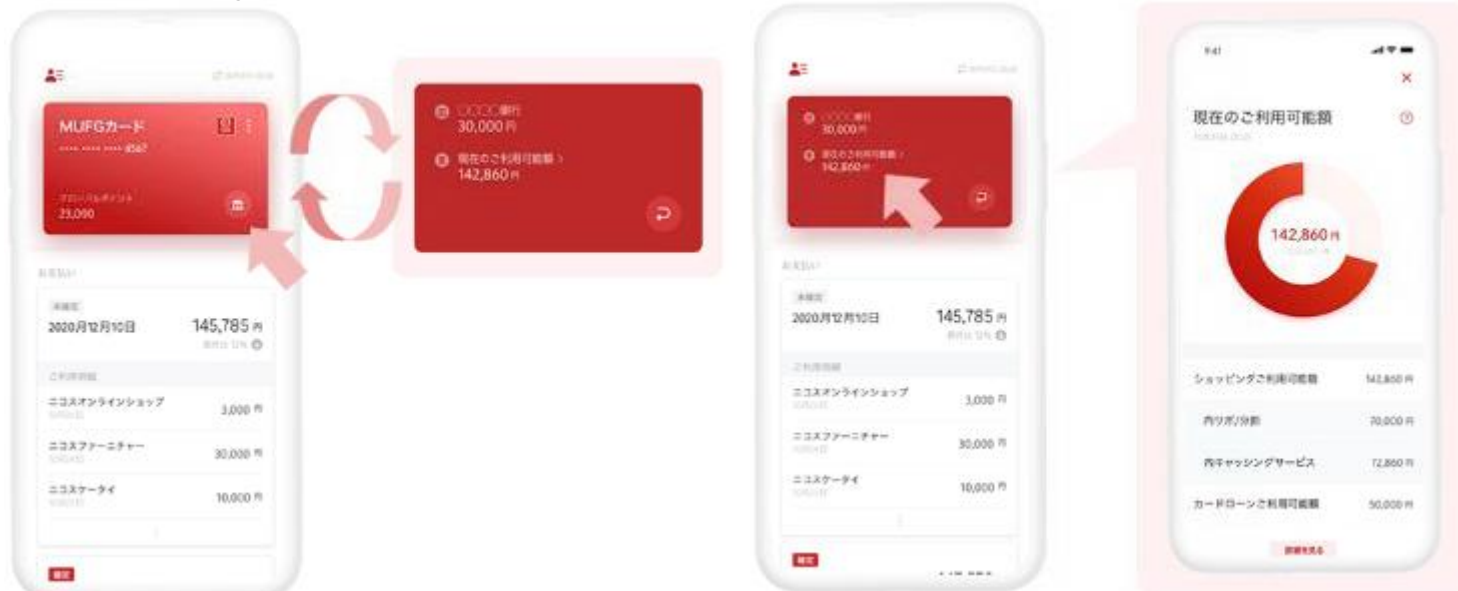 MUFGカード
8567
グローバルポイント
23,000
お支払い
未確定
2020月12月10日
145,785 円
ご利用明細
ニコスオンラインショップ
3,000 円
ニコスファーニチャー
30,000 円
ニコスケータイ
10,000 円
確定
〇〇〇〇銀行
30,000 円
現在のご利用可能額 >
142,860 円
〇〇〇〇銀行
30,000 円
現在のご利用可能額 >
142,860 円
お支払い
未確定
2020月12月10日
145,785 円
ご利用明細
ニコスオンラインショップ
3,000 円
ニコスファーニチャー
30,000 円
ニコスケータイ
10,000 円
確定
9:41
現在のご利用可能額
142,860 円
ショッピングご利用可能額
142,860 円
内リボ/分割
70,000 円
内キャッシングサービス
72,860 円
カードローンご利用可能額
50,000 円
詳細を見る